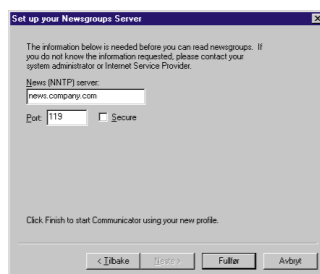 Set up your Newsgroups Server
The information below is needed before you can read newsgroups. If
you do not know the information requested, please contact your
system administrator or Internet Service Provider.
News (NNTP) server:
news.company.com
Port: 119 Secure
Click Finish to start Communicator using your new profile.
< Tilbake Neste > Fullfør Avbryt